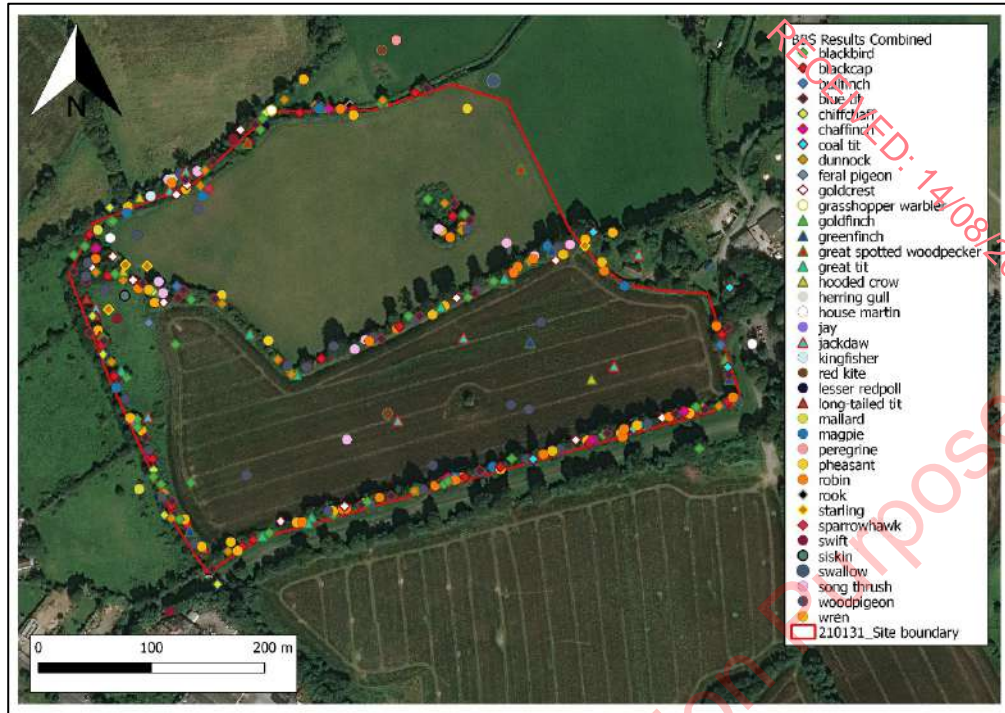 N
BBS Results Combined
blackbird
blackcap
bullfinch
blue tit
chiffchaff
chaffinch
coal tit
dunnock
feral pigeon
goldcrest
grasshopper warbler
goldfinch
greenfinch
great spotted woodpecker
great tit
hooded crow
herring gull
house martin
jay
jackdaw
kingfisher
red kite
lesser redpoll
long-tailed tit
mallard
magpie
peregrine
pheasant
robin
rook
starling
sparrowhawk
swift
siskin
swallow
song thrush
woodpigeon
wren
210131_Site boundary
0 100 200 m
RECEIVED: 14/08/20
Purpose